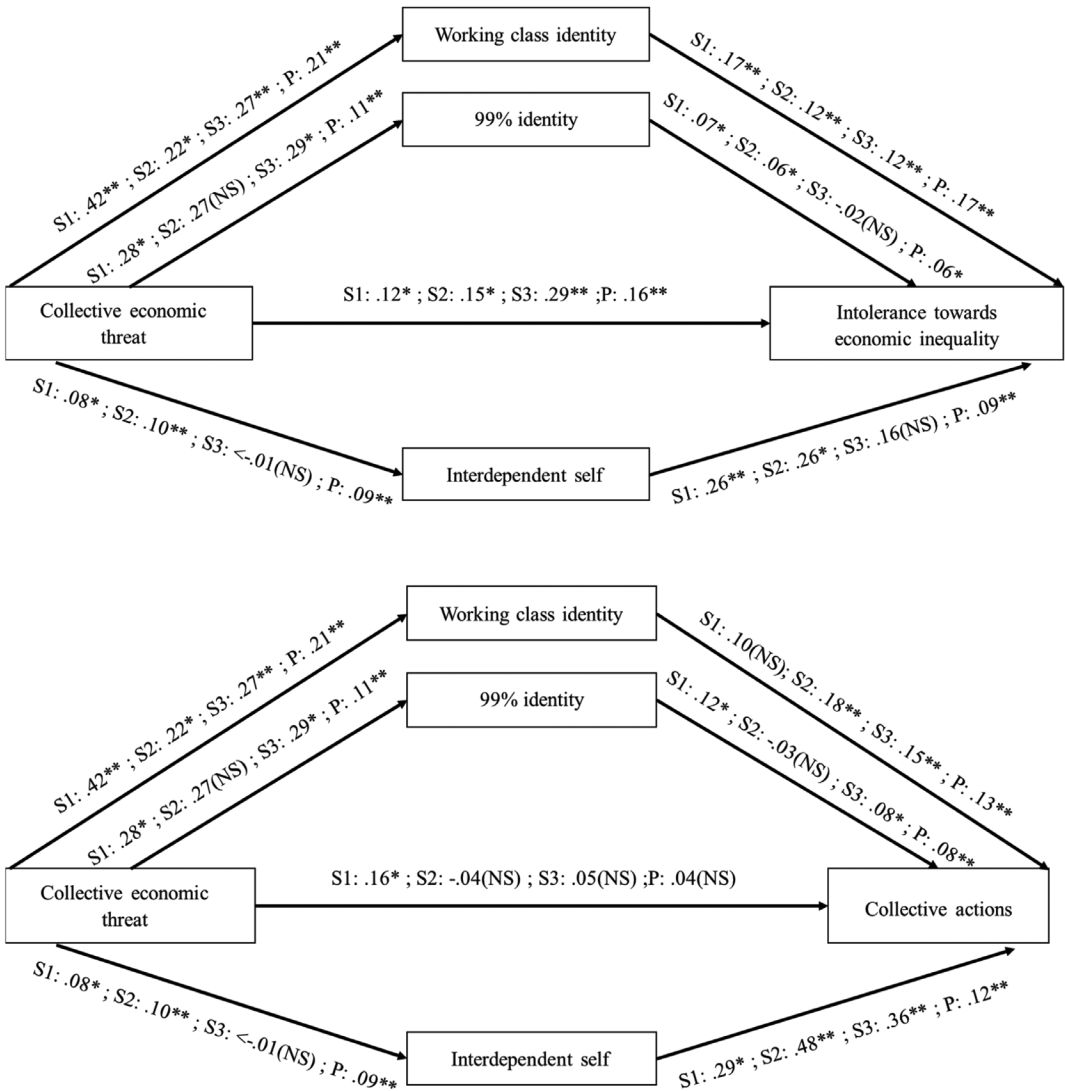 Working class identity
S1: .42** ; S2: .22* ; S3: .27** ; P: .21**
S1: .17** ; S2: .12** ; S3: .12** ; P: .17**
99% identity
S1: .28* ; S2: .27(NS) ; S3: .29* ; P: .11**
S1: .07* ; S2: .06* ; S3: -.02(NS) ; P: .06*
Collective economic
threat
S1: .12* ; S2: .15* ; S3: .29** ;P: .16**
Intolerance towards
economic inequality
S1: .08* ; S2: .10** ; S3: <-.01(NS) ; P: .09**
Interdependent self
S1: .26** ; S2: .26* ; S3: .16(NS) ; P: .09**
Working class identity
S1: .42** ; S2: .22* ; S3: .27** ; P: .21**
S1: .10(NS); S2: .18** ; S3: .15** ; P: .13**
99% identity
S1: .28* ; S2: .27(NS) ; S3: .29* ; P: .11**
S1: .12* ; S2: -.03(NS) ; S3: .08* ; P: .08**
Collective economic
threat
S1: .16* ; S2: -.04(NS) ; S3: .05(NS) ;P: .04(NS)
Collective actions
S1: .08* ; S2: .10** ; S3: <-.01(NS) ; P: .09**
Interdependent self
S1: .29* ; S2: .48** ; S3: .36** ; P: .12**